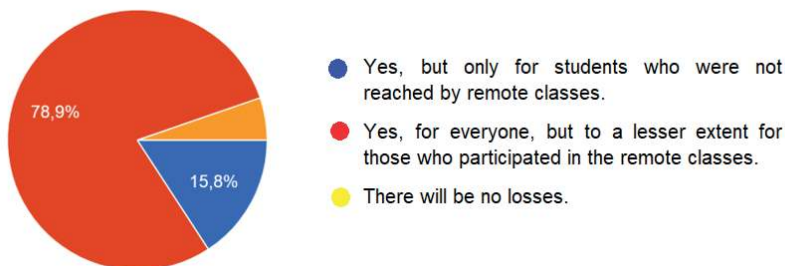 78,9%
15,8%
Yes, but only for students who were not
reached by remote classes.
Yes, for everyone, but to a lesser extent for
those who participated in the remote classes.
There will be no losses.